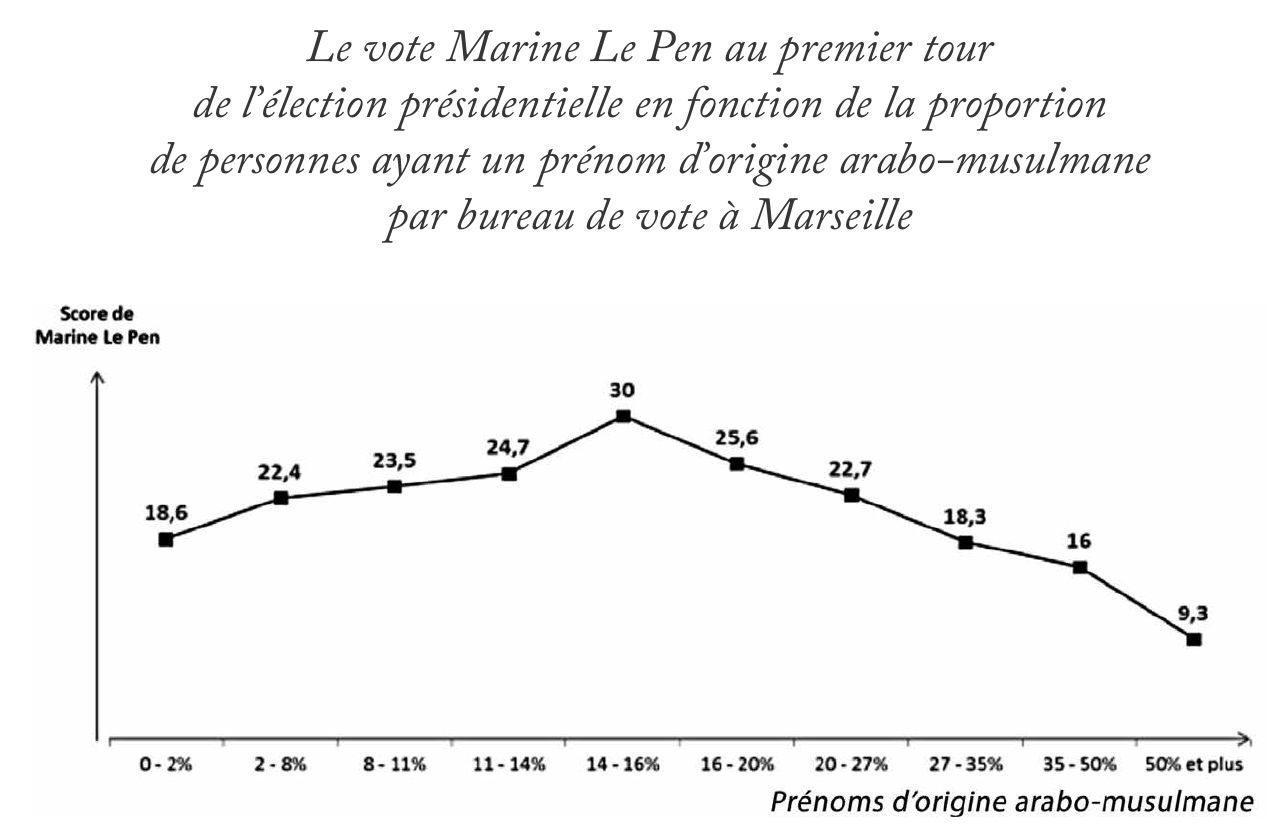 Le vote Marine Le Pen au premier tour
de l’élection présidentielle en fonction de la proportion
de personnes ayant un prénom d’origine arabo-musulmane
par bureau de vote à Marseille
Score de
Marine Le Pen
30
25,6
24,7
23,5
22,7
22,4
18,6
18,3
16
9,3
0 - 2%
2 - 8%
8 - 11%
11 - 14%
14 - 16%
16 - 20%
20 - 27%
27 - 35%
35 - 50%
50% et plus
Prénoms d’origine arabo-musulmane